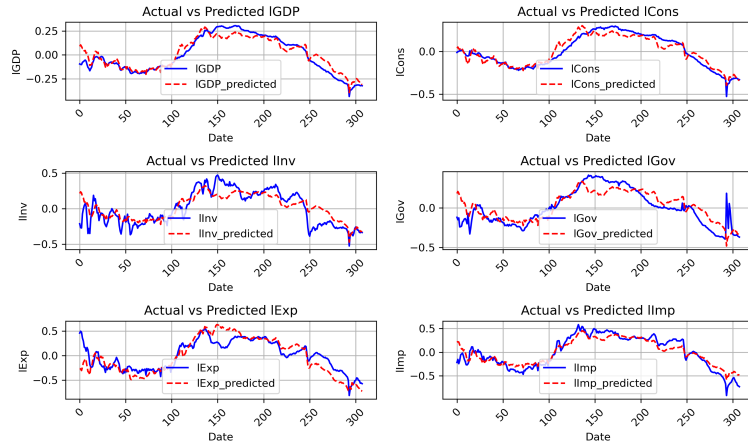 Actual vs Predicted lGDP
lGDP
0.25
0.00
−0.25
lGDP
lGDP_predicted
0 50 100 150 200 250 300
Date
Actual vs Predicted lCons
lCons
0.0
−0.5
lCons
lCons_predicted
0 50 100 150 200 250 300
Date
Actual vs Predicted lInv
lInv
0.5
0.0
−0.5
lInv
lInv_predicted
0 50 100 150 200 250 300
Date
Actual vs Predicted lGov
lGov
0.0
−0.5
lGov
lGov_predicted
0 50 100 150 200 250 300
Date
Actual vs Predicted lExp
lExp
0.5
0.0
−0.5
lExp
lExp_predicted
0 50 100 150 200 250 300
Date
Actual vs Predicted lImp
lImp
0.5
0.0
−0.5
lImp
lImp_predicted
0 50 100 150 200 250 300
Date